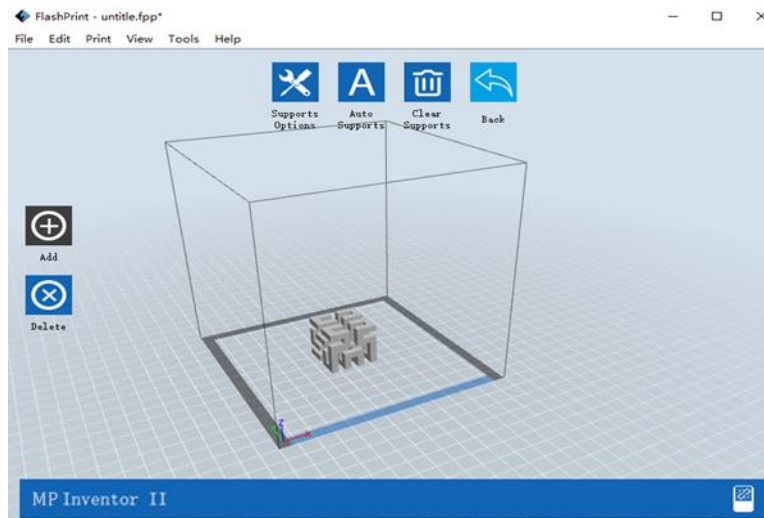 FlashPrint - untitle.fpp*
File Edit Print View Tools Help
Supports Options
Auto Supports
Clear Supports
Back
Add
Delete
Z
X
MP Inventor II